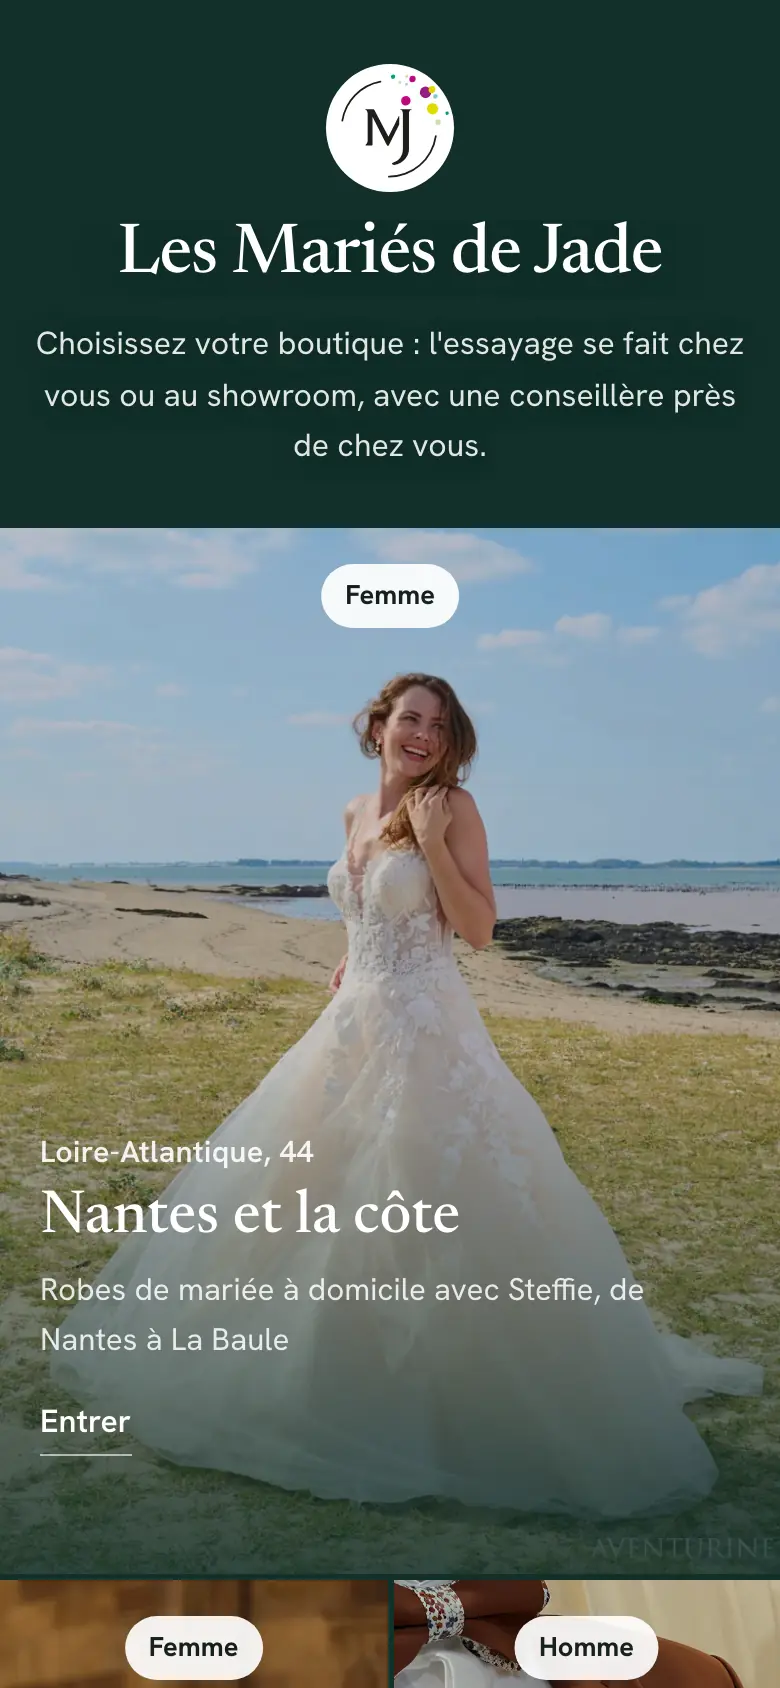 MJ
Les Mariés de Jade
Choisissez votre boutique : l'essayage se fait chez
vous ou au showroom, avec une conseillère près
de chez vous.
Femme
Loire-Atlantique, 44
Nantes et la côte
Robes de mariée à domicile avec Steffie, de
Nantes à La Baule
Entrer
AVENTURINE
Femme
Homme